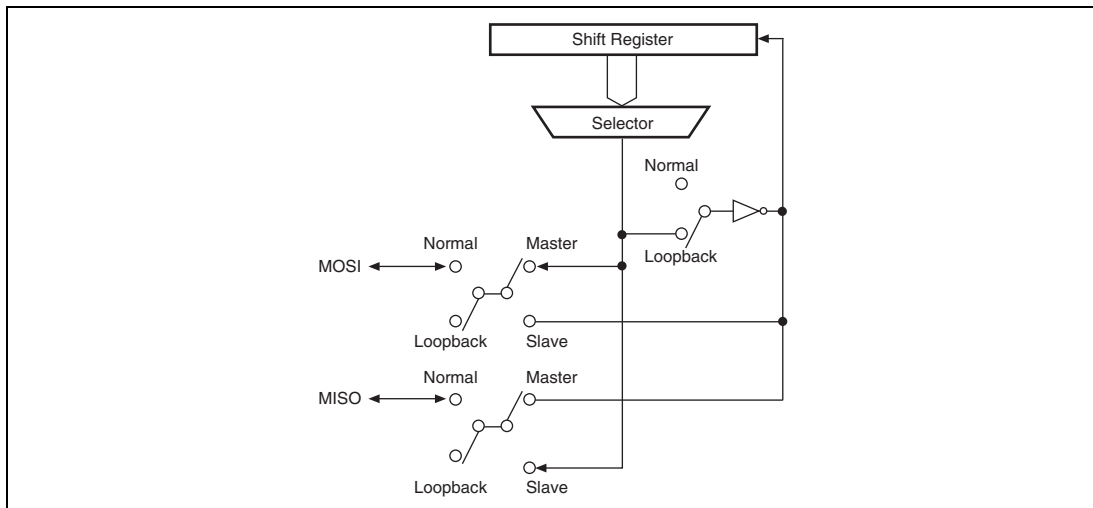 Shift Register
Selector
Normal
Loopback
Normal
Master
MOSI
Loopback
Slave
Normal
Master
MISO
Loopback
Slave